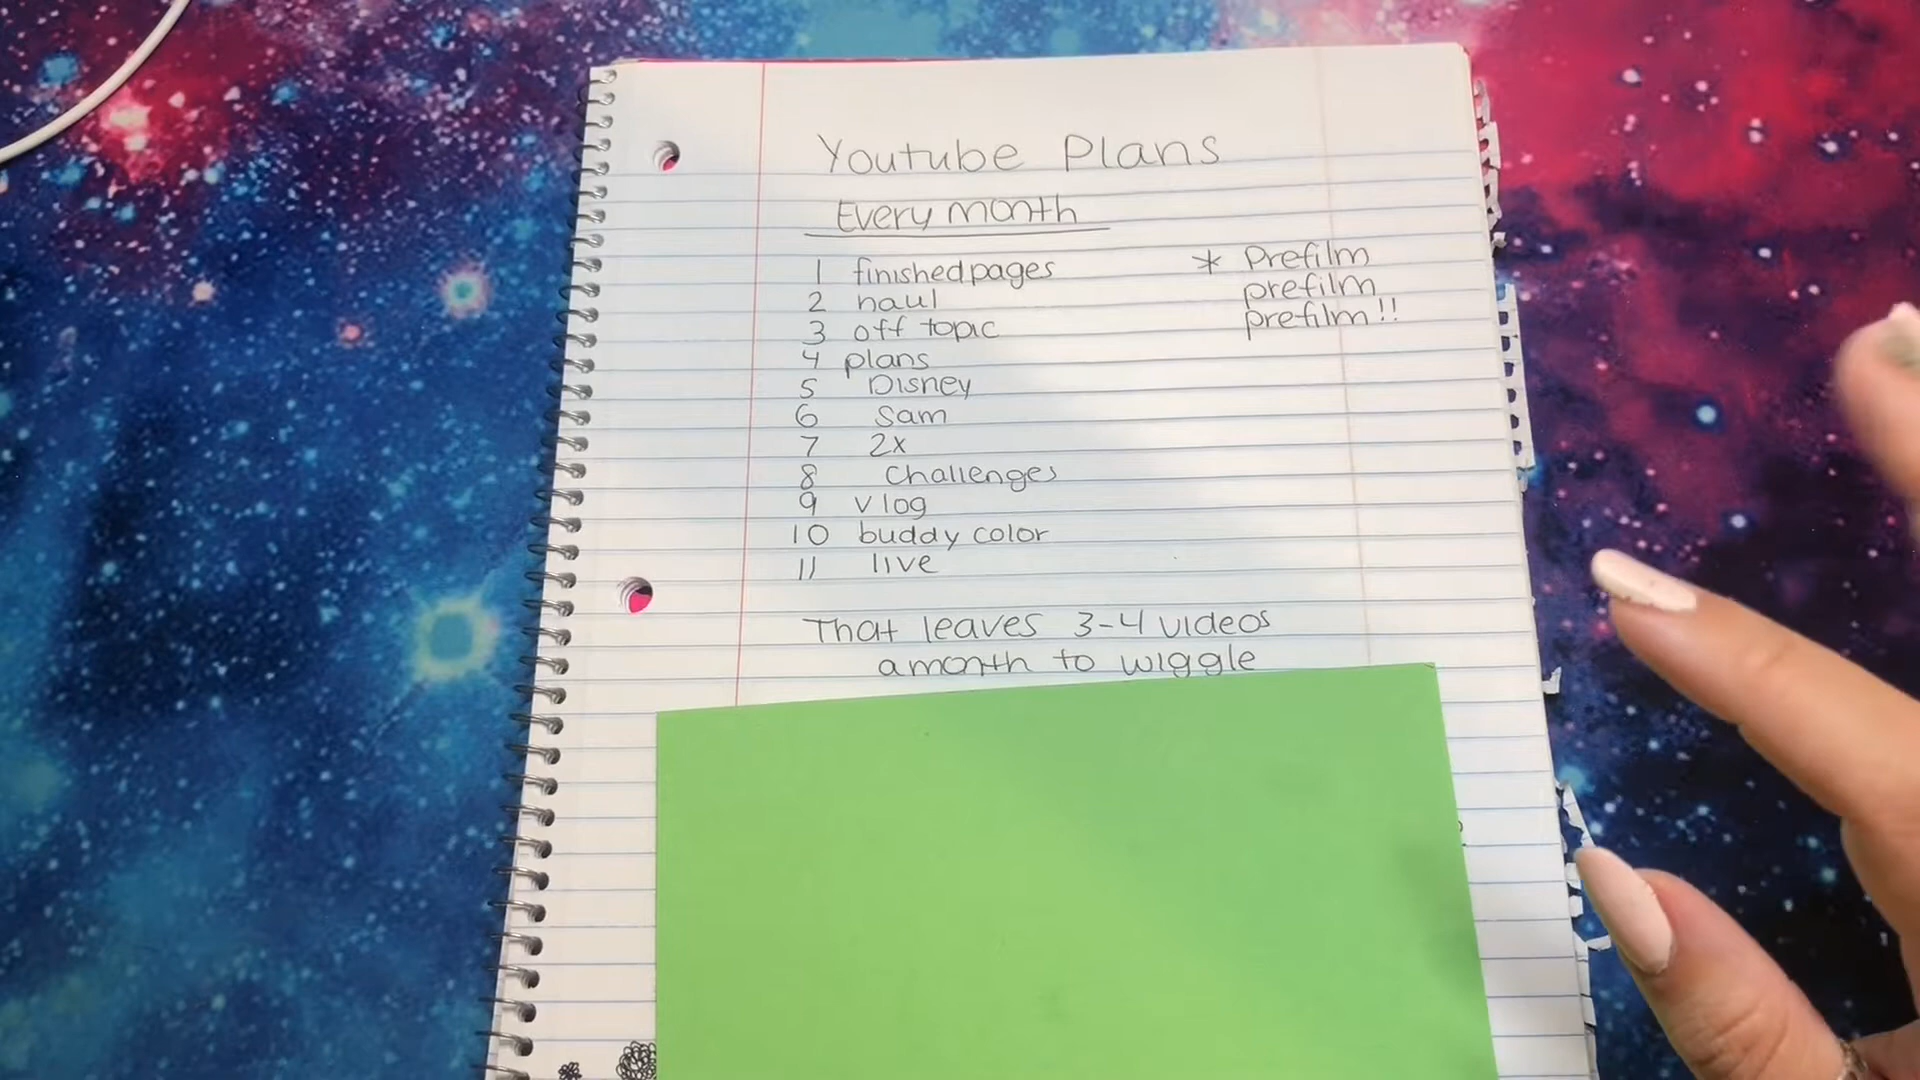 Youtube Plans
Every month
1 finished pages
2 haul
3 off topic
4 plans
5 Disney
6 Sam
7 2x
8 Challenges
9 vlog
10 buddy color
11 live
* Prefilm
prefilm
prefilm!!
That leaves 3-4 videos
a month to wiggle